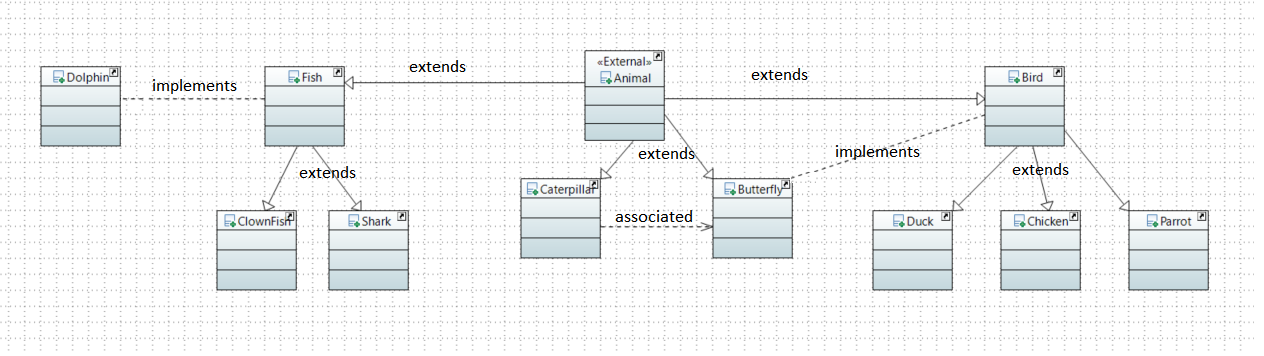 «External»
Dolphin
Fish
Animal
Bird
extends
extends
implements
extends
implements
Caterpillar
Butterfly
extends
extends
associated
ClownFish
Shark
Duck
Chicken
Parrot